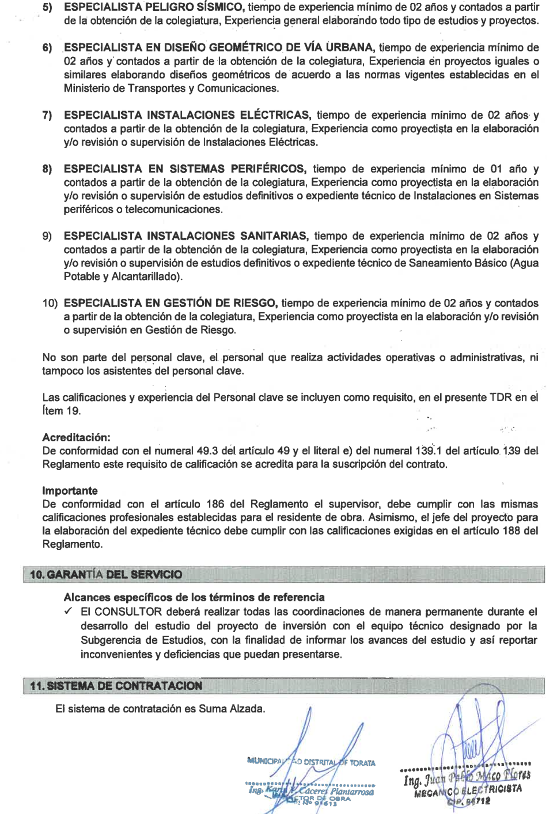 5) ESPECIALISTA PELIGRO SÍSMICO, tiempo de experiencia mínimo de 02 años y contados a partir
de la obtención de la colegiatura, Experiencia general elaborando todo tipo de estudios y proyectos.
6) ESPECIALISTA EN DISEÑO GEOMÉTRICO DE VÍA URBANA, tiempo de experiencia mínimo de
02 años y contados a partir de la obtención de la colegiatura, Experiencia en proyectos iguales o
similares elaborando diseños geométricos de acuerdo a las normas vigentes establecidas en el
Ministerio de Transportes y Comunicaciones.
7) ESPECIALISTA INSTALACIONES ELÉCTRICAS, tiempo de experiencia mínimo de 02 años y
contados a partir de la obtención de la colegiatura, Experiencia como proyectista en la elaboración
y/o revisión o supervisión de Instalaciones Eléctricas.
8) ESPECIALISTA EN SISTEMAS PERIFÉRICOS, tiempo de experiencia mínimo de 01 año y
contados a partir de la obtención de la colegiatura, Experiencia como proyectista en la elaboración
y/o revisión o supervisión de estudios definitivos o expediente técnico de Instalaciones en Sistemas
periféricos o telecomunicaciones.
9) ESPECIALISTA INSTALACIONES SANITARIAS, tiempo de experiencia mínimo de 02 años y
contados a partir de la obtención de la colegiatura, Experiencia como proyectista en la elaboración
y/o revisión o supervisión de estudios definitivos o expediente técnico de Saneamiento Básico (Agua
Potable y Alcantarillado).
10) ESPECIALISTA EN GESTIÓN DE RIESGO, tiempo de experiencia mínimo de 02 años y contados
a partir de la obtención de la colegiatura, Experiencia como proyectista en la elaboración y/o revisión
o supervisión en Gestión de Riesgo.
No son parte del personal clave, el personal que realiza actividades operativas o administrativas, ni
tampoco los asistentes del personal clave.
Las calificaciones y experiencia del Personal clave se incluyen como requisito, en el presente TDR en el
Ítem 19.
Acreditación:
De conformidad con el numeral 49.3 del artículo 49 y el literal e) del numeral 139.1 del artículo 139 del
Reglamento este requisito de calificación se acredita para la suscripción del contrato.
Importante
De conformidad con el artículo 186 del Reglamento el supervisor, debe cumplir con las mismas
calificaciones profesionales establecidas para el residente de obra. Asimismo, el jefe del proyecto para
la elaboración del expediente técnico debe cumplir con las calificaciones exigidas en el artículo 188 del
Reglamento.
10. GARANTÍA DEL SERVICIO
Alcances específicos de los términos de referencia
✓ El CONSULTOR deberá realizar todas las coordinaciones de manera permanente durante el
desarrollo del estudio del proyecto de inversión con el equipo técnico designado por la
Subgerencia de Estudios, con la finalidad de informar los avances del estudio y así reportar
inconvenientes y deficiencias que puedan presentarse.
11. SISTEMA DE CONTRATACION
El sistema de contratación es Suma Alzada.
DISTRITAL DE TORATA
Ing. Cáceres Plantarrosa
DE OBRA
Ing. Juan Pablo Maco Flores
MECANICO ELECTRICISTA